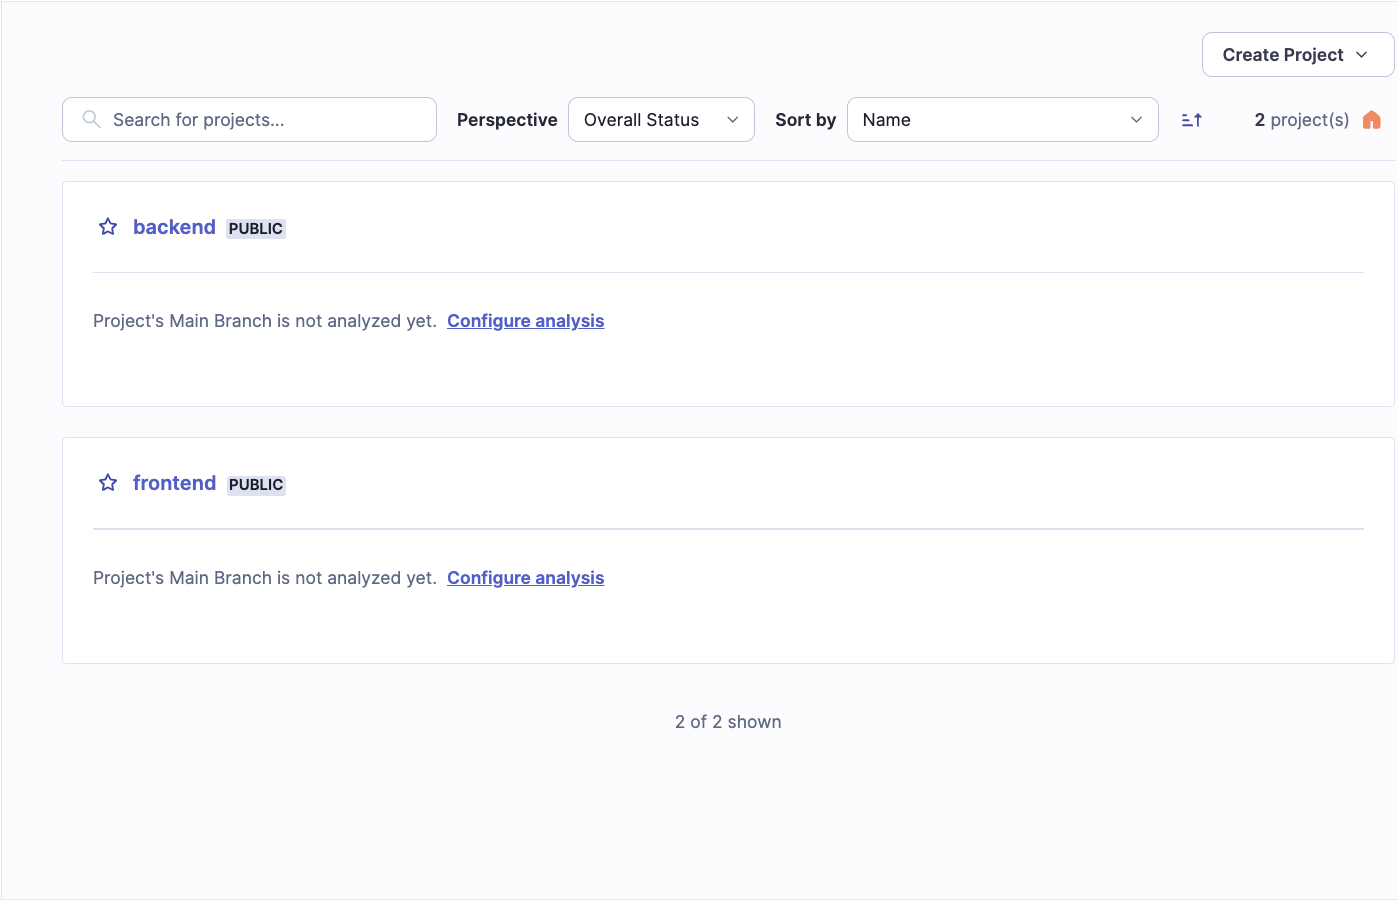 Create Project
Search for projects... Perspective Overall Status Sort by Name 2 project(s)
backend PUBLIC
Project's Main Branch is not analyzed yet. Configure analysis
frontend PUBLIC
Project's Main Branch is not analyzed yet. Configure analysis
2 of 2 shown